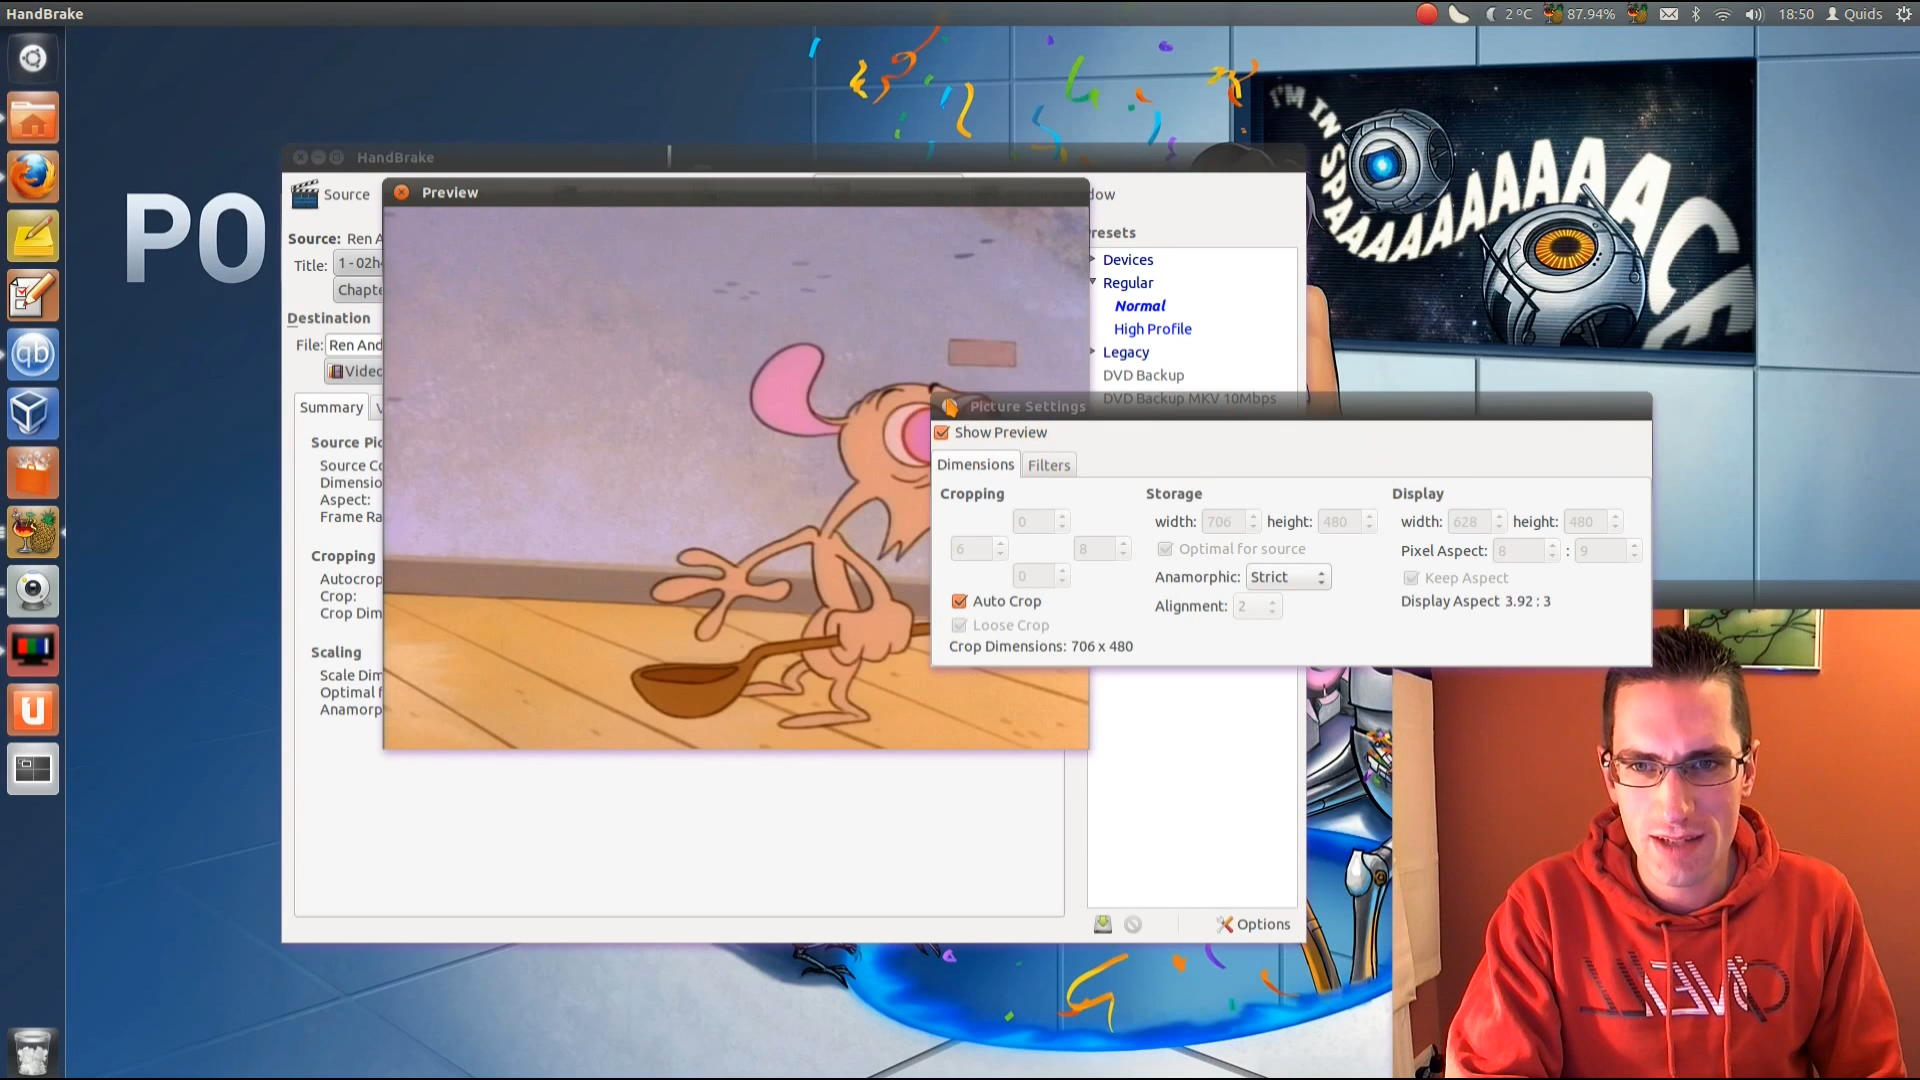 HandBrake
2°C
87.94%
18:50
Quids
I'M IN SPAAAAAAAAAAACE
PO
HandBrake
Source
Preview
dow
Source: Ren A
resets
Title:
1 - 02h
Devices
Chapte
Regular
Normal
Destination
High Profile
File:
Ren And
Legacy
Video
DVD Backup
DVD Backup MKV 10Mbps
Summary
Picture Settings
Show Preview
Source Pic
Dimensions
Filters
Source Co
Dimensio
Aspect:
Frame Ra
Cropping
Storage
Display
0
width: 706 height: 480
width: 628 height: 480
6
8
Optimal for source
Pixel Aspect: 8 : 9
0
Anamorphic: Strict
Keep Aspect
Auto Crop
Alignment: 2
Display Aspect 3.92 : 3
Loose Crop
Crop Dimensions: 706 x 480
Cropping
Autocrop
Crop:
Crop Dim
Scaling
Scale Dim
Optimal f
Anamorp
Options
qb
U